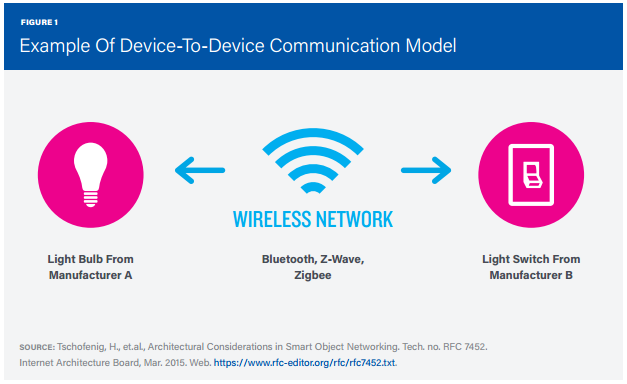 FIGURE 1
Example Of Device-To-Device Communication Model
WIRELESS NETWORK
Light Bulb From
Manufacturer A
Bluetooth, Z-Wave,
Zigbee
Light Switch From
Manufacturer B
SOURCE: Tschofenig, H., et.al., Architectural Considerations in Smart Object Networking. Tech. no. RFC 7452.
Internet Architecture Board, Mar. 2015. Web. https://www.rfc-editor.org/rfc/rfc7452.txt.